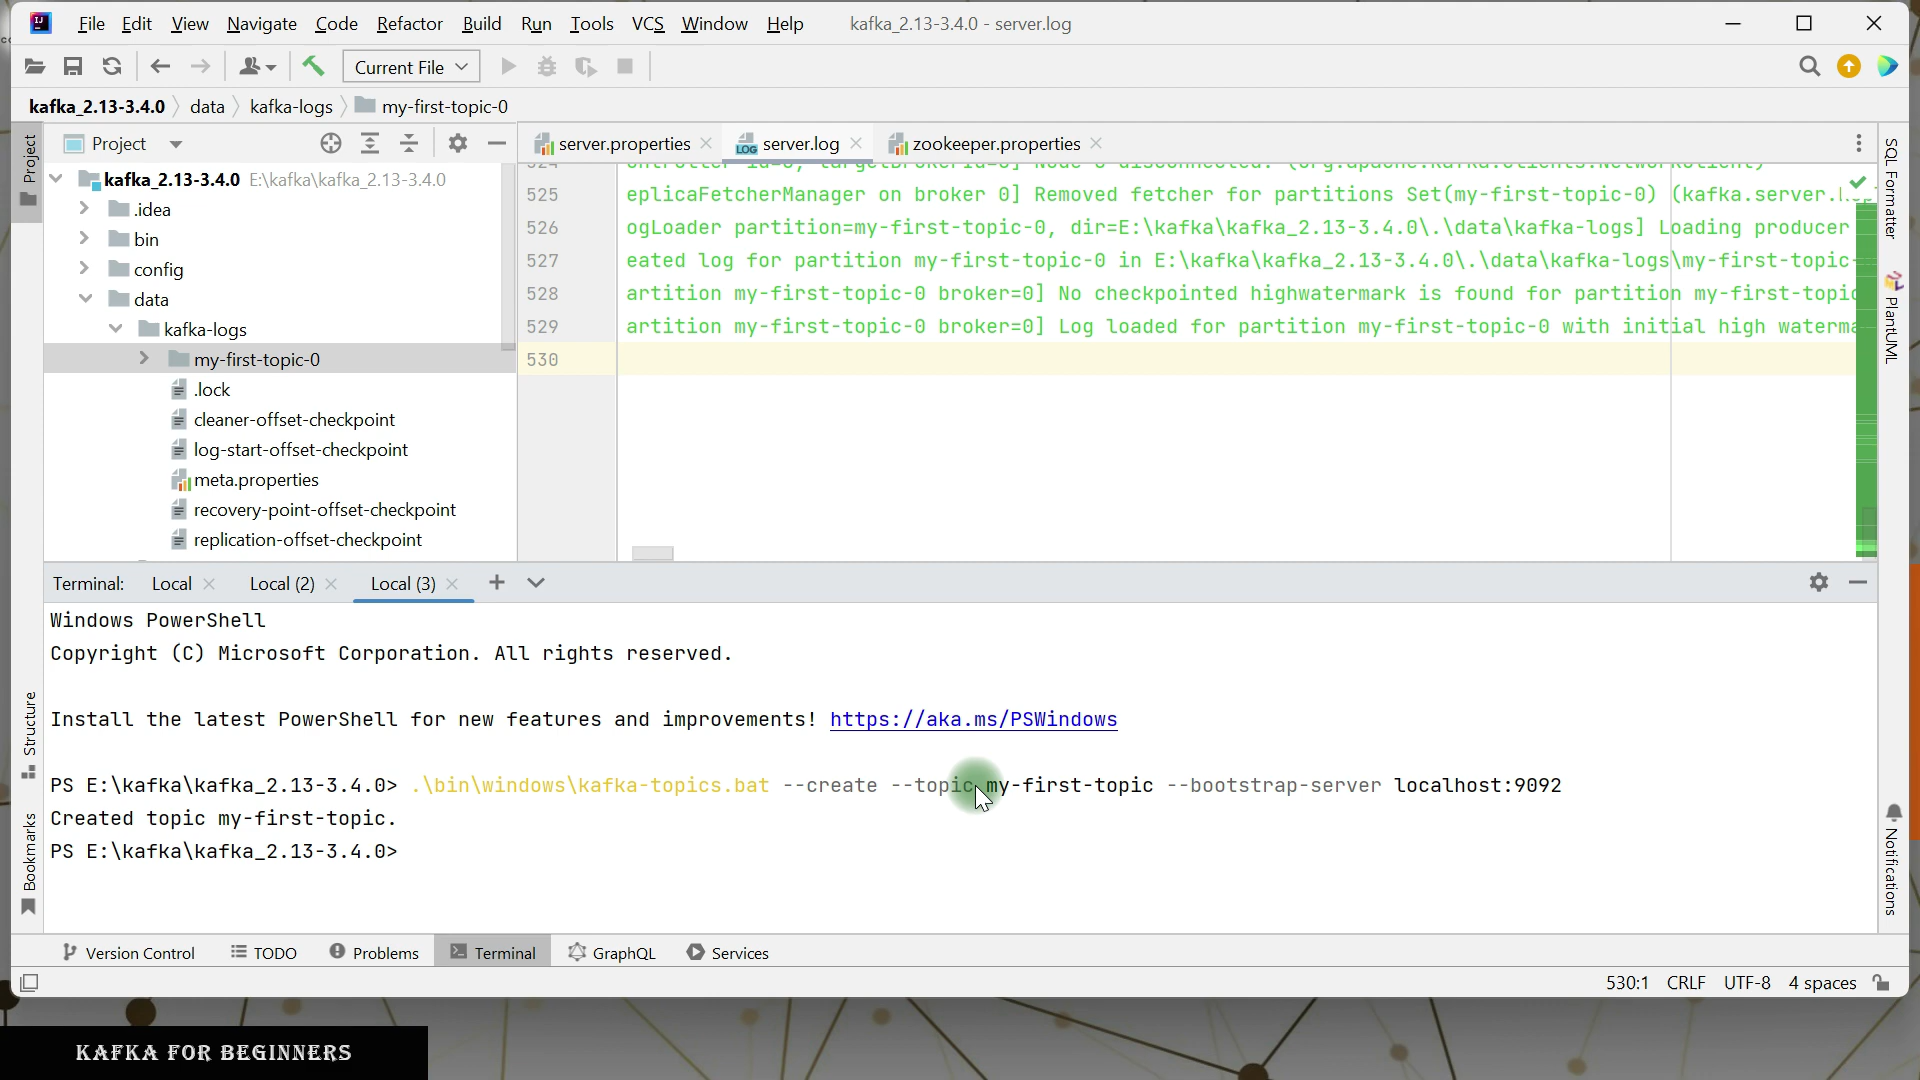 File Edit View Navigate Code Refactor Build Run Tools VCS Window Help kafka_2.13-3.4.0 - server.log
Current File
kafka_2.13-3.4.0 data kafka-logs my-first-topic-0
Project
Project
kafka_2.13-3.4.0 E:\kafka\kafka_2.13-3.4.0
.idea
bin
config
data
kafka-logs
my-first-topic-0
.lock
cleaner-offset-checkpoint
log-start-offset-checkpoint
meta.properties
recovery-point-offset-checkpoint
replication-offset-checkpoint
server.properties LOG server.log zookeeper.properties
525 eplicaFetcherManager on broker 0] Removed fetcher for partitions Set(my-first-topic-0) (kafka.server.
526 ogLoader partition=my-first-topic-0, dir=E:\kafka\kafka_2.13-3.4.0\.\data\kafka-logs] Loading producer
527 eated log for partition my-first-topic-0 in E:\kafka\kafka_2.13-3.4.0\.\data\kafka-logs\my-first-topic-
528 artition my-first-topic-0 broker=0] No checkpointed highwatermark is found for partition my-first-topic
529 artition my-first-topic-0 broker=0] Log loaded for partition my-first-topic-0 with initial high waterma
530
SQL Formatter
PlantUML
Notifications
Structure
Bookmarks
Terminal: Local Local (2) Local (3)
Windows PowerShell
Copyright (C) Microsoft Corporation. All rights reserved.
Install the latest PowerShell for new features and improvements! https://aka.ms/PSWindows
PS E:\kafka\kafka_2.13-3.4.0> .\bin\windows\kafka-topics.bat --create --topic my-first-topic --bootstrap-server localhost:9092
Created topic my-first-topic.
PS E:\kafka\kafka_2.13-3.4.0>
Version Control TODO Problems Terminal GraphQL Services
530:1 CRLF UTF-8 4 spaces
KAFKA FOR BEGINNERS